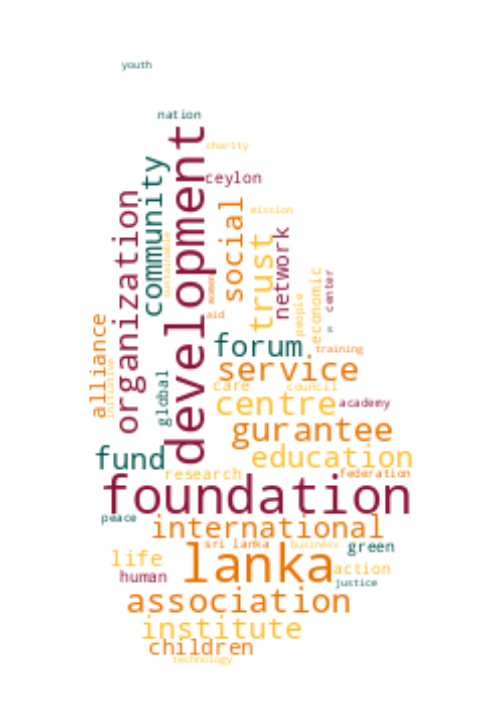 youth
nation
charity
development
community
ceylon
organization
social
mission
trust
network
sustainable
women
economic
center
people
aid
alliance
initiative
global
forum
training
service
care
council
centre
academy
gurantee
fund
education
research
federation
foundation
peace
international
sri lanka
business
green
life
lanka
action
human
justice
association
institute
children
technology